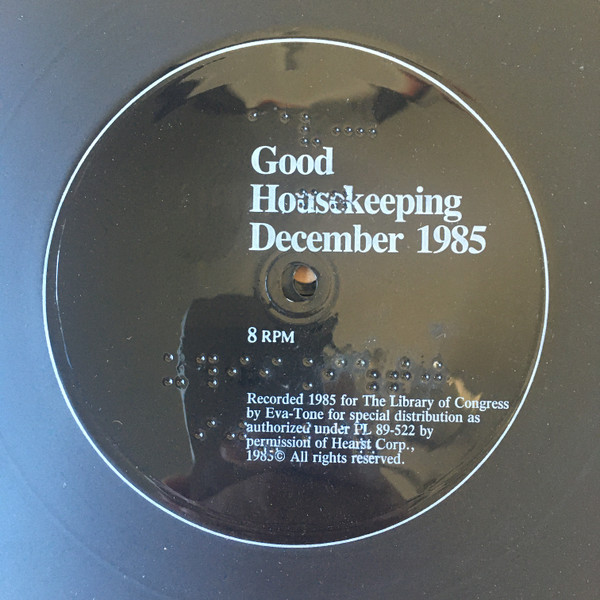 Good
Housekeeping
December 1985
8 RPM
Recorded 1985 for The Library of Congress
by Eva-Tone for special distribution as
authorized under PL 89-522 by
permission of Hearst Corp.,
1985© All rights reserved.